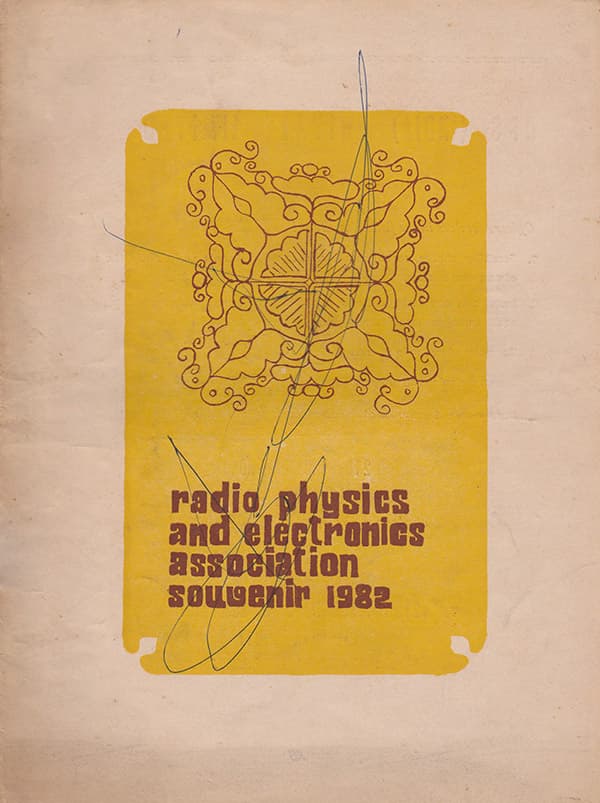 radio physics
and electronics
association
souvenir 1982